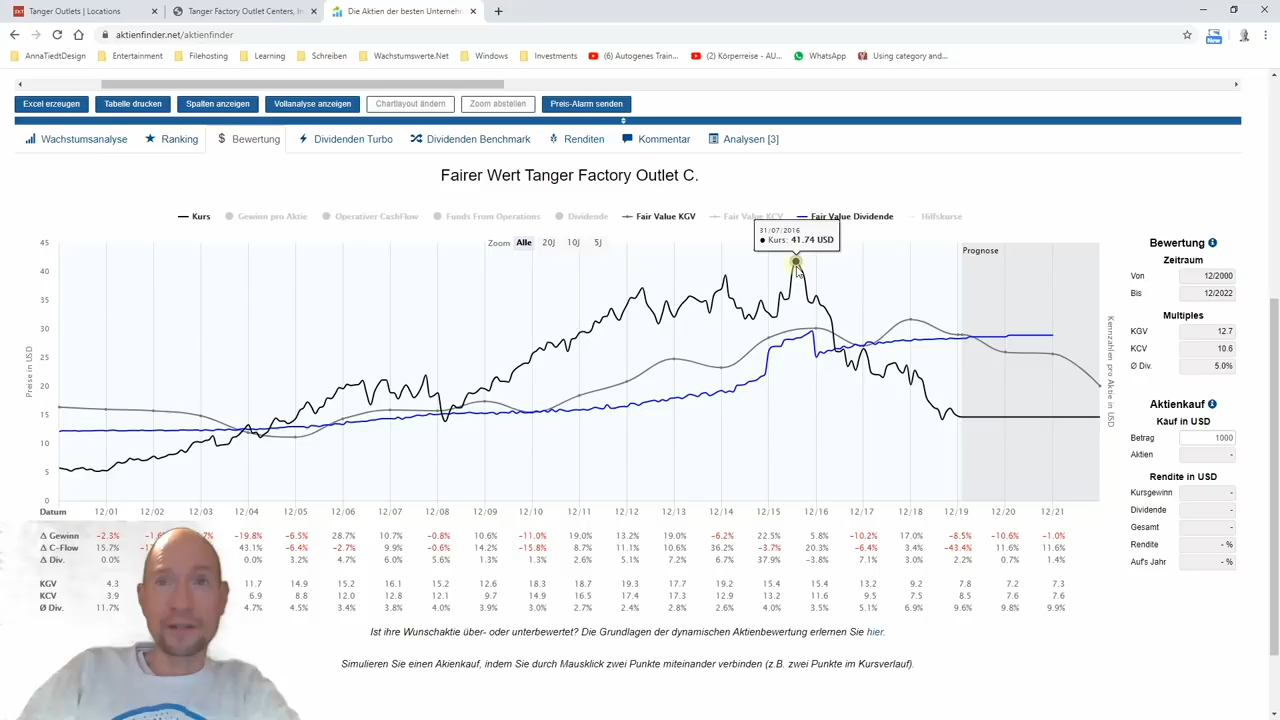 Tanger Outlets | Locations
Tanger Factory Outlet Centers, In
Die Aktien der besten Unternehm
aktienfinder.net/aktienfinder
New
AnnaTiedtDesign Entertainment Filehosting Learning Schreiben Wachstumswerte.Net Windows Investments (6) Autogenes Train... (2) Körperreise - AU... WhatsApp Using category and...
Excel erzeugen Tabelle drucken Spalten anzeigen Vollanalyse anzeigen Chartlayout ändern Zoom abstellen Preis-Alarm senden
Wachstumsanalyse Ranking $ Bewertung Dividenden Turbo Dividenden Benchmark Renditen Kommentar Analysen [3]
Fairer Wert Tanger Factory Outlet C.
Kurs Gewinn pro Aktie Operativer CashFlow Funds From Operations Dividende Fair Value KGV Fair Value KCV Fair Value Dividende Hilfskurse
31/07/2016
Kurs: 41.74 USD
Zoom Alle 20J 10J 5J
Prognose
45
40
35
30
25
20
15
10
5
0
Preise in USD
Kennzahlen pro Aktie in USD
Datum 12/01 12/02 12/03 12/04 12/05 12/06 12/07 12/08 12/09 12/10 12/11 12/12 12/13 12/14 12/15 12/16 12/17 12/18 12/19 12/20 12/21
Δ Gewinn -2.3% -19.8% -6.5% 28.7% 10.7% -0.8% 10.6% -11.0% 19.0% 13.2% 19.0% -6.2% 22.5% 5.8% -10.2% 17.0% -8.5% -10.6% -1.0%
Δ C-Flow 15.7% 43.1% -6.4% -2.7% 9.9% -0.6% 14.2% -15.8% 8.7% 11.1% 10.6% 36.2% -3.7% 20.3% -6.4% 3.4% -43.4% 11.6% 11.6%
Δ Div. 0.0% 3.2% 4.7% 6.0% 5.6% 1.3% 1.3% 2.6% 5.1% 7.2% 6.7% 37.9% -3.8% 7.1% 3.0% 2.2% 0.7% 1.4%
KGV 4.3 11.7 14.9 15.2 16.1 15.2 12.6 18.3 18.7 19.3 17.7 19.2 15.4 15.4 13.2 9.2 7.8 7.2 7.3
KCV 3.9 6.9 8.8 12.0 12.8 12.1 9.7 14.9 16.5 17.4 17.3 12.9 13.2 11.6 9.5 7.5 8.5 7.6 7.6
Ø Div. 11.7% 4.7% 4.5% 3.4% 3.8% 4.0% 3.9% 3.0% 2.7% 2.4% 2.8% 2.6% 4.0% 3.5% 5.1% 6.9% 9.6% 9.8% 9.9%
Ist ihre Wunschaktie über- oder unterbewertet? Die Grundlagen der dynamischen Aktienbewertung erlernen Sie hier.
Simulieren Sie einen Aktienkauf, indem Sie durch Mausklick zwei Punkte miteinander verbinden (z.B. zwei Punkte im Kursverlauf).
Bewertung
Zeitraum
Von 12/2000
Bis 12/2022
Multiples
KGV 12.7
KCV 10.6
Ø Div. 5.0%
Aktienkauf
Kauf in USD
Betrag 1000
Aktien -
Rendite in USD
Kursgewinn -
Dividende -
Gesamt -
Rendite - %
Auf's Jahr - %